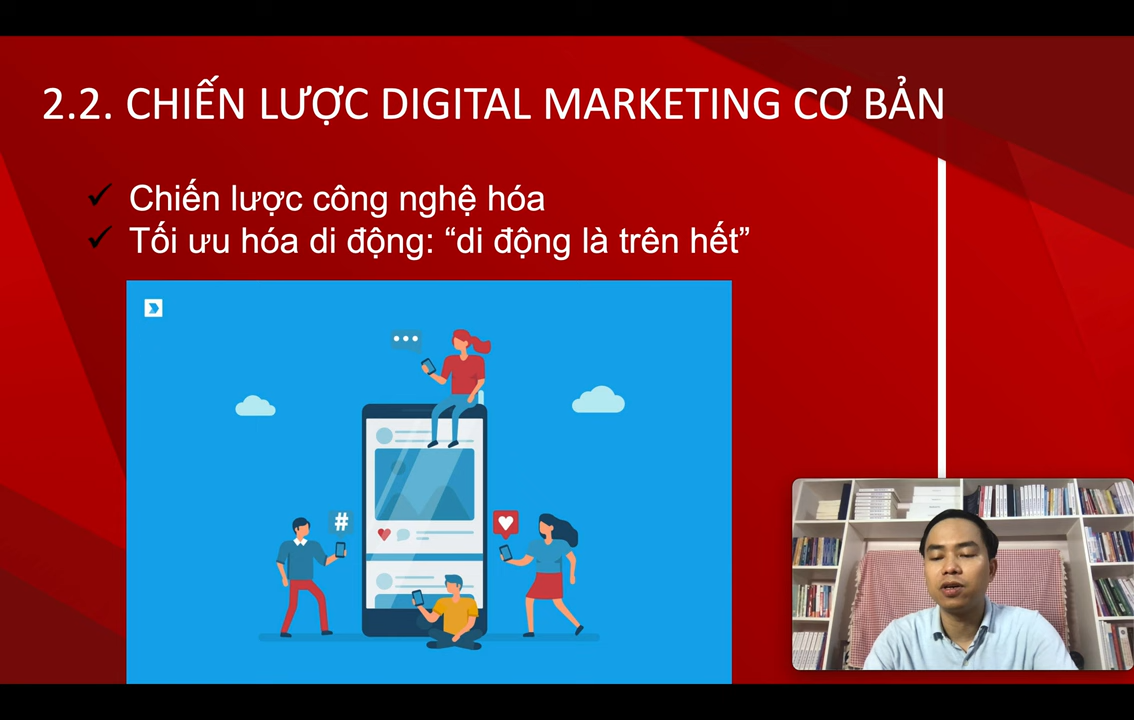 2.2. CHIẾN LƯỢC DIGITAL MARKETING CƠ BẢN
Chiến lược công nghệ hóa
Tối ưu hóa di động: “di động là trên hết”
#